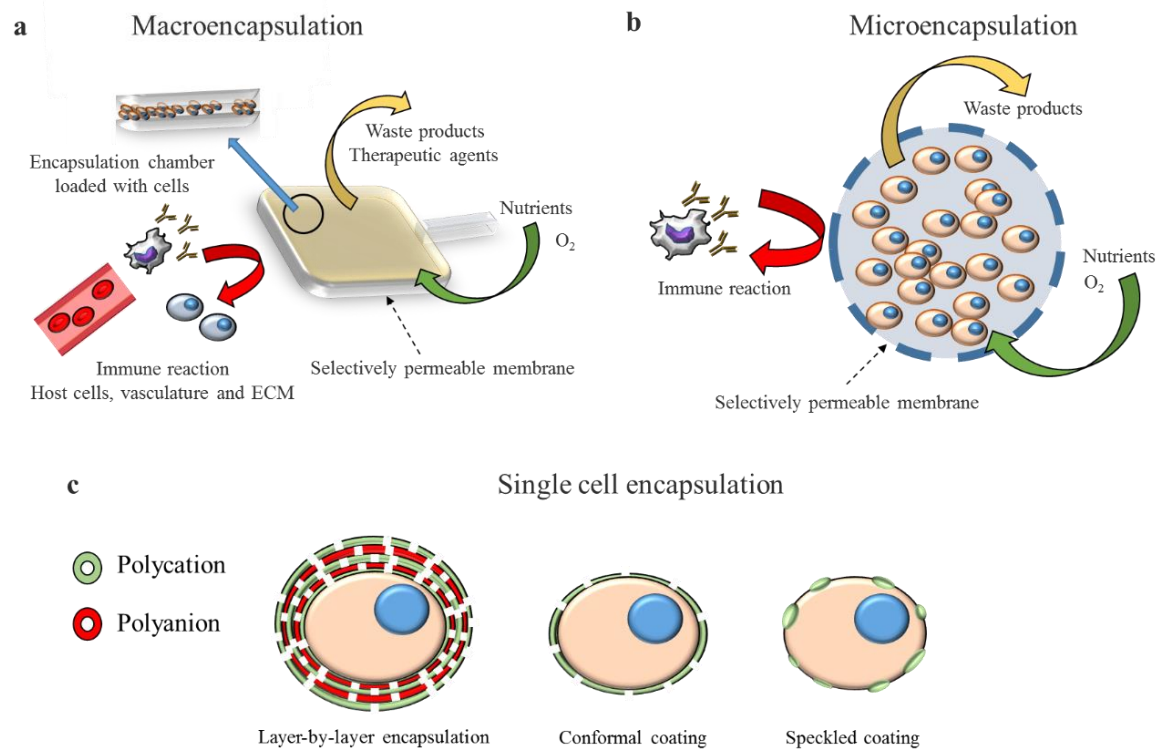 a
Macroencapsulation
Encapsulation chamber
loaded with cells
Waste products
Therapeutic agents
Nutrients
O₂
Immune reaction
Host cells, vasculature and ECM
Selectively permeable membrane
b
Microencapsulation
Waste products
Immune reaction
Nutrients
O₂
Selectively permeable membrane
c
Single cell encapsulation
Polycation
Polyanion
Layer-by-layer encapsulation
Conformal coating
Speckled coating